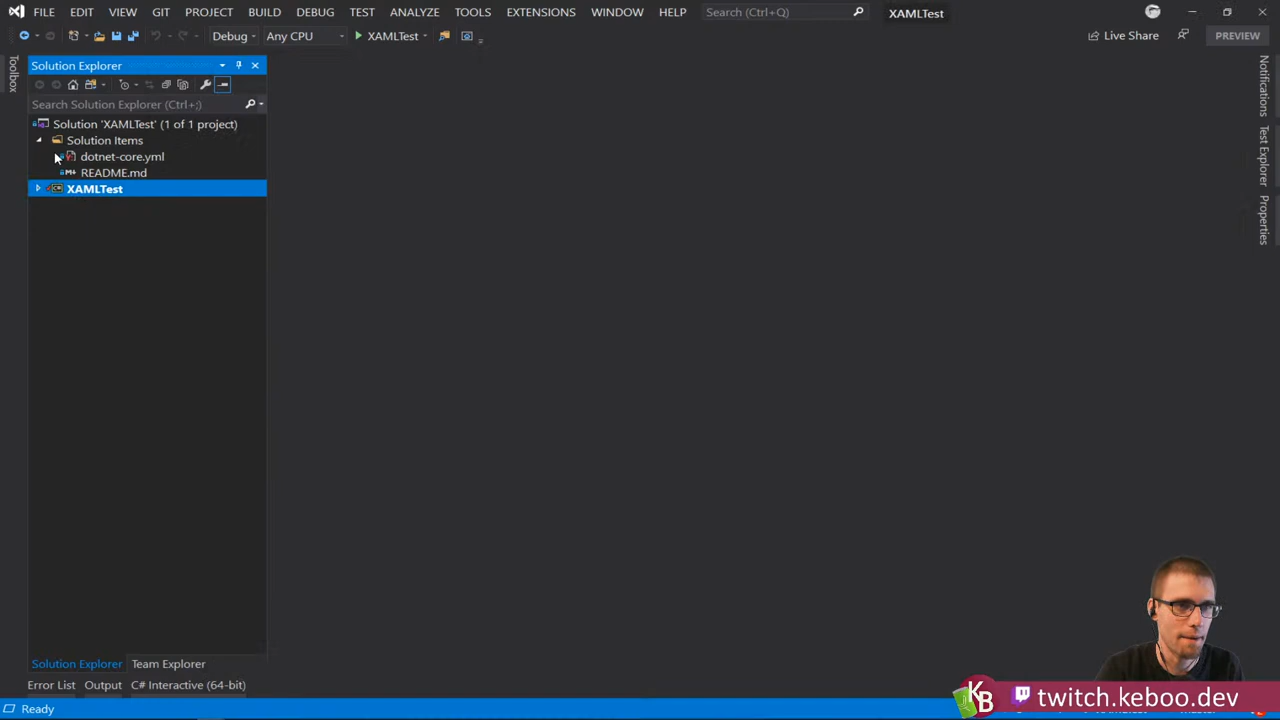 FILE EDIT VIEW GIT PROJECT BUILD DEBUG TEST ANALYZE TOOLS EXTENSIONS WINDOW HELP Search (Ctrl+Q) XAMLTest
Debug Any CPU XAMLTest Live Share PREVIEW
Toolbox
Solution Explorer
Search Solution Explorer (Ctrl+;)
Solution 'XAMLTest' (1 of 1 project)
Solution Items
dotnet-core.yml
README.md
XAMLTest
Notifications
Test Explorer
Properties
Solution Explorer Team Explorer
Error List Output C# Interactive (64-bit)
Ready
KB twitch.keboo.dev